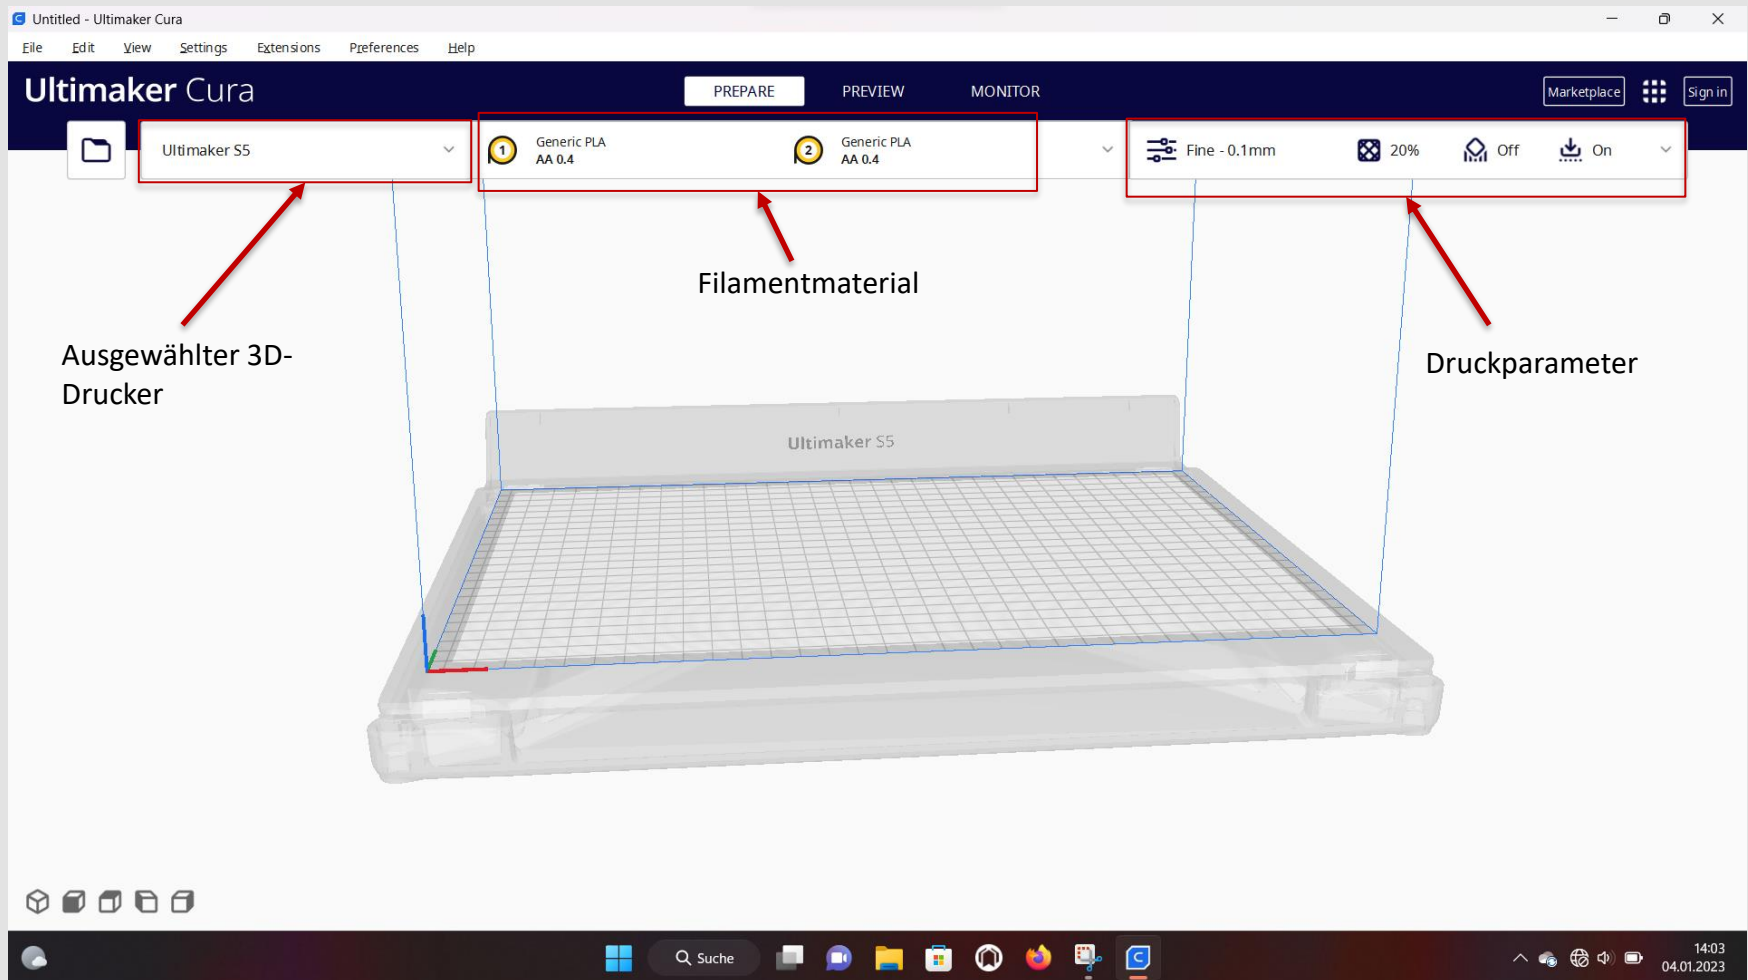 Untitled - Ultimaker Cura
File Edit View Settings Extensions Preferences Help
Ultimaker Cura
PREPARE PREVIEW MONITOR
Marketplace
Sign in
Ultimaker S5
1
Generic PLA
AA 0.4
2
Generic PLA
AA 0.4
Fine - 0.1mm
20%
Off
On
Filamentmaterial
Ausgewählter 3D-
Drucker
Druckparameter
Ultimaker S5
Suche
14:03
04.01.2023